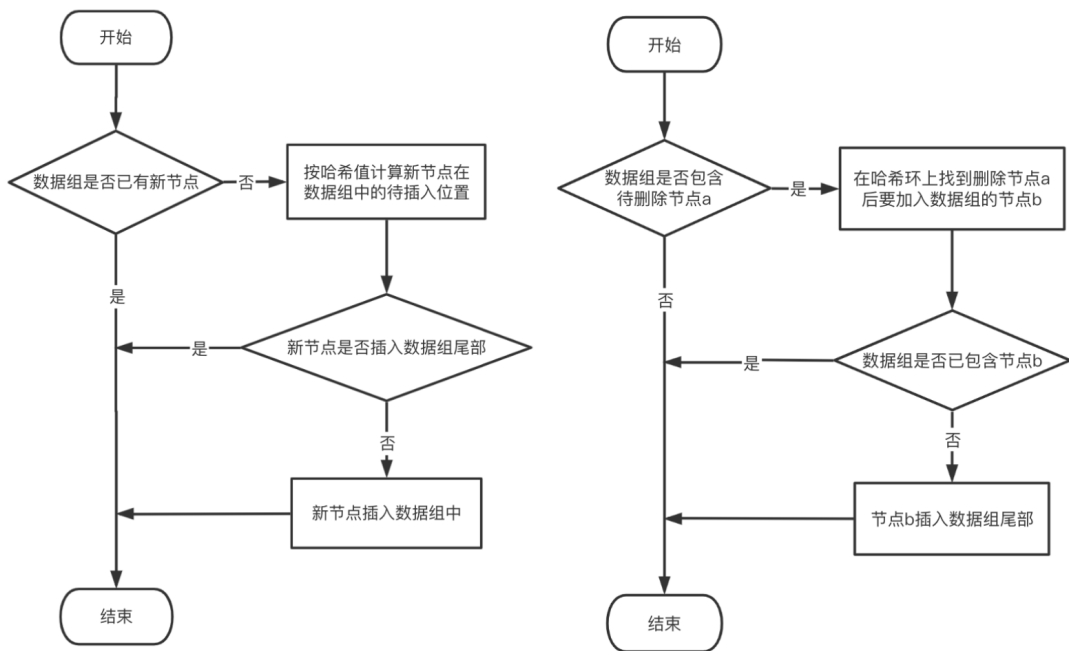 开始
数据组是否已有新节点
否
按哈希值计算新节点在
数据组中的待插入位置
是
新节点是否插入数据组尾部
是
否
新节点插入数据组中
结束
开始
数据组是否包含
待删除节点a
是
在哈希环上找到删除节点a
后要加入数据组的节点b
否
数据组是否已包含节点b
是
否
节点b插入数据组尾部
结束